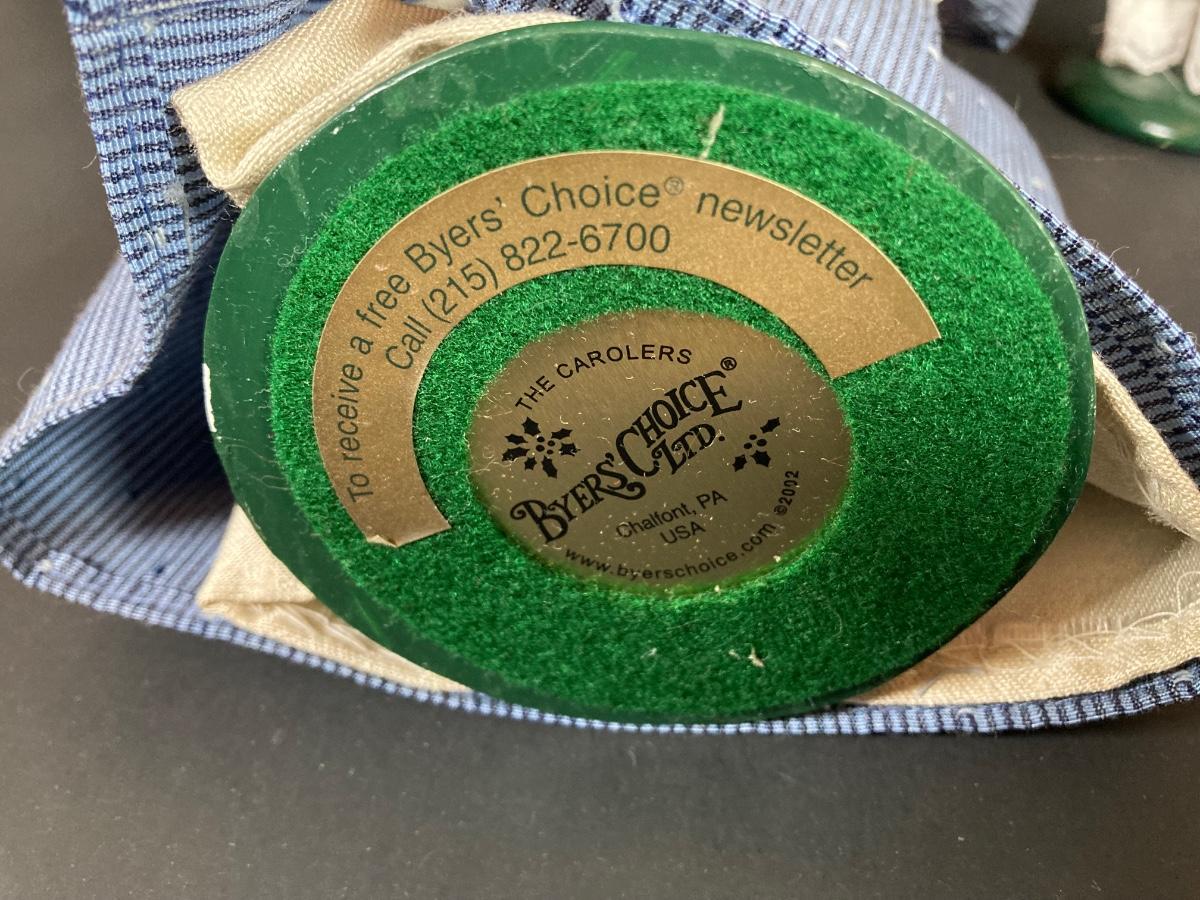 To receive a free Byers' Choice® newsletter
Call (215) 822-6700
THE CAROLERS
BYERS' CHOICE®
LTD.
Chalfont, PA
USA
www.byerschoice.com ©2002